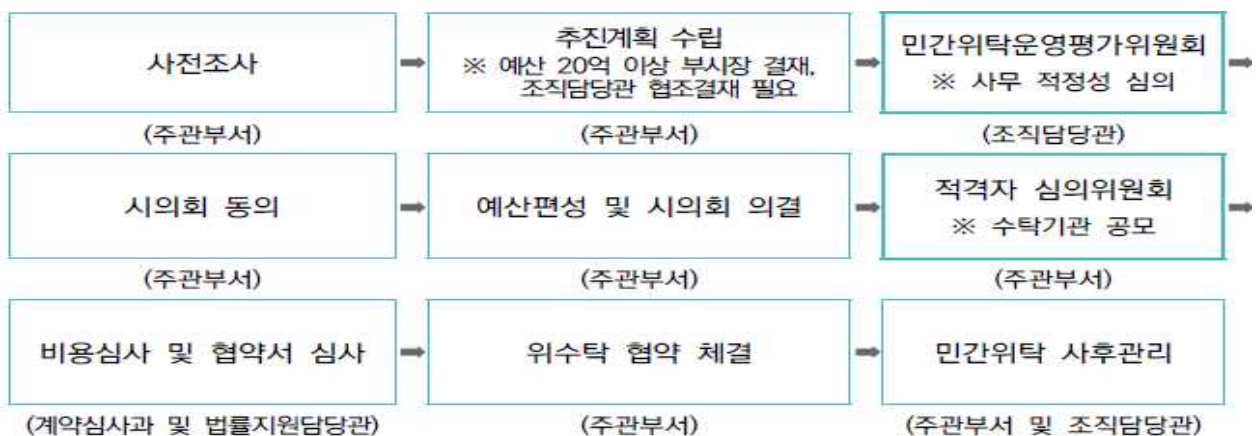 사전조사
추진계획 수립
※ 예산 20억 이상 부시장 결재,
조직담당관 협조결재 필요
민간위탁운영평가위원회
※ 사무 적정성 심의
(주관부서)
(주관부서)
(조직담당관)
시의회 동의
예산편성 및 시의회 의결
적격자 심의위원회
※ 수탁기관 공모
(주관부서)
(주관부서)
(주관부서)
비용심사 및 협약서 심사
위수탁 협약 체결
민간위탁 사후관리
(계약심사과 및 법률지원담당관)
(주관부서)
(주관부서 및 조직담당관)